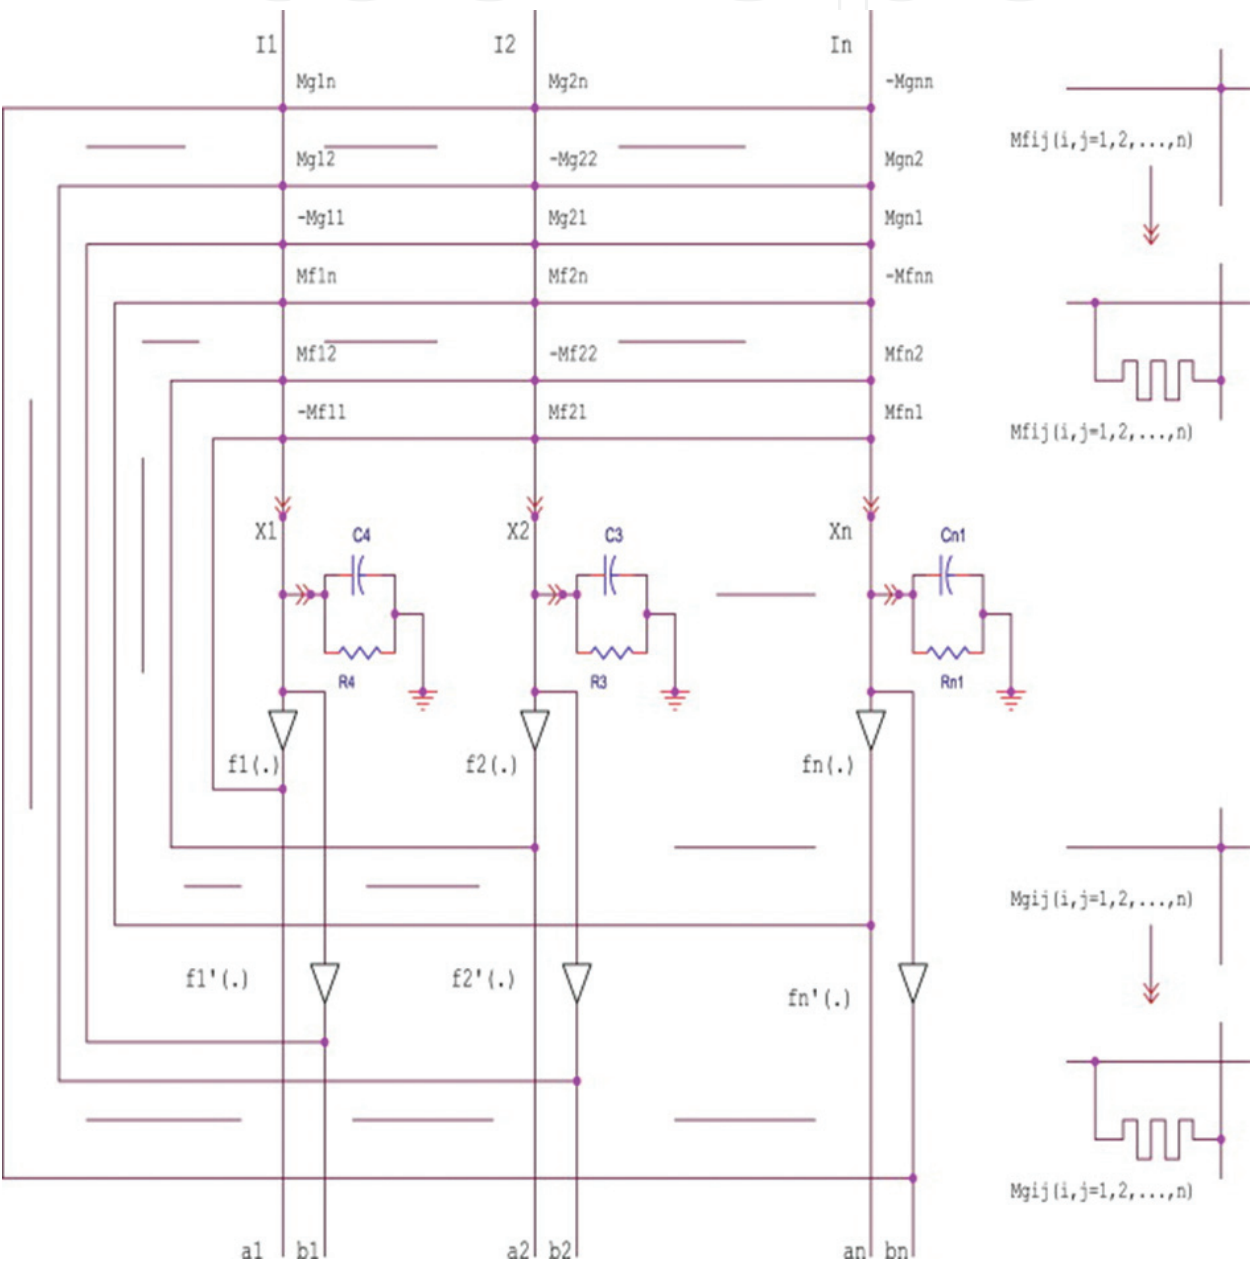 I1 I2 In
Mg1n Mg2n -Mgnn
Mfij(i,j=1,2,...,n)
Mg12 -Mg22 Mgn2
-Mg11 Mg21 Mgn1
Mf1n Mf2n -Mfnn
Mf12 -Mf22 Mfn2
-Mf11 Mf21 Mfn1
Mfij(i,j=1,2,...,n)
X1 C4 X2 C3 Xn Cn1
R4 R3 Rn1
f1(.) f2(.) fn(.)
Mgij(i,j=1,2,...,n)
f1'(.) f2'(.) fn'(.)
Mgij(i,j=1,2,...,n)
a1 b1 a2 b2 an bn